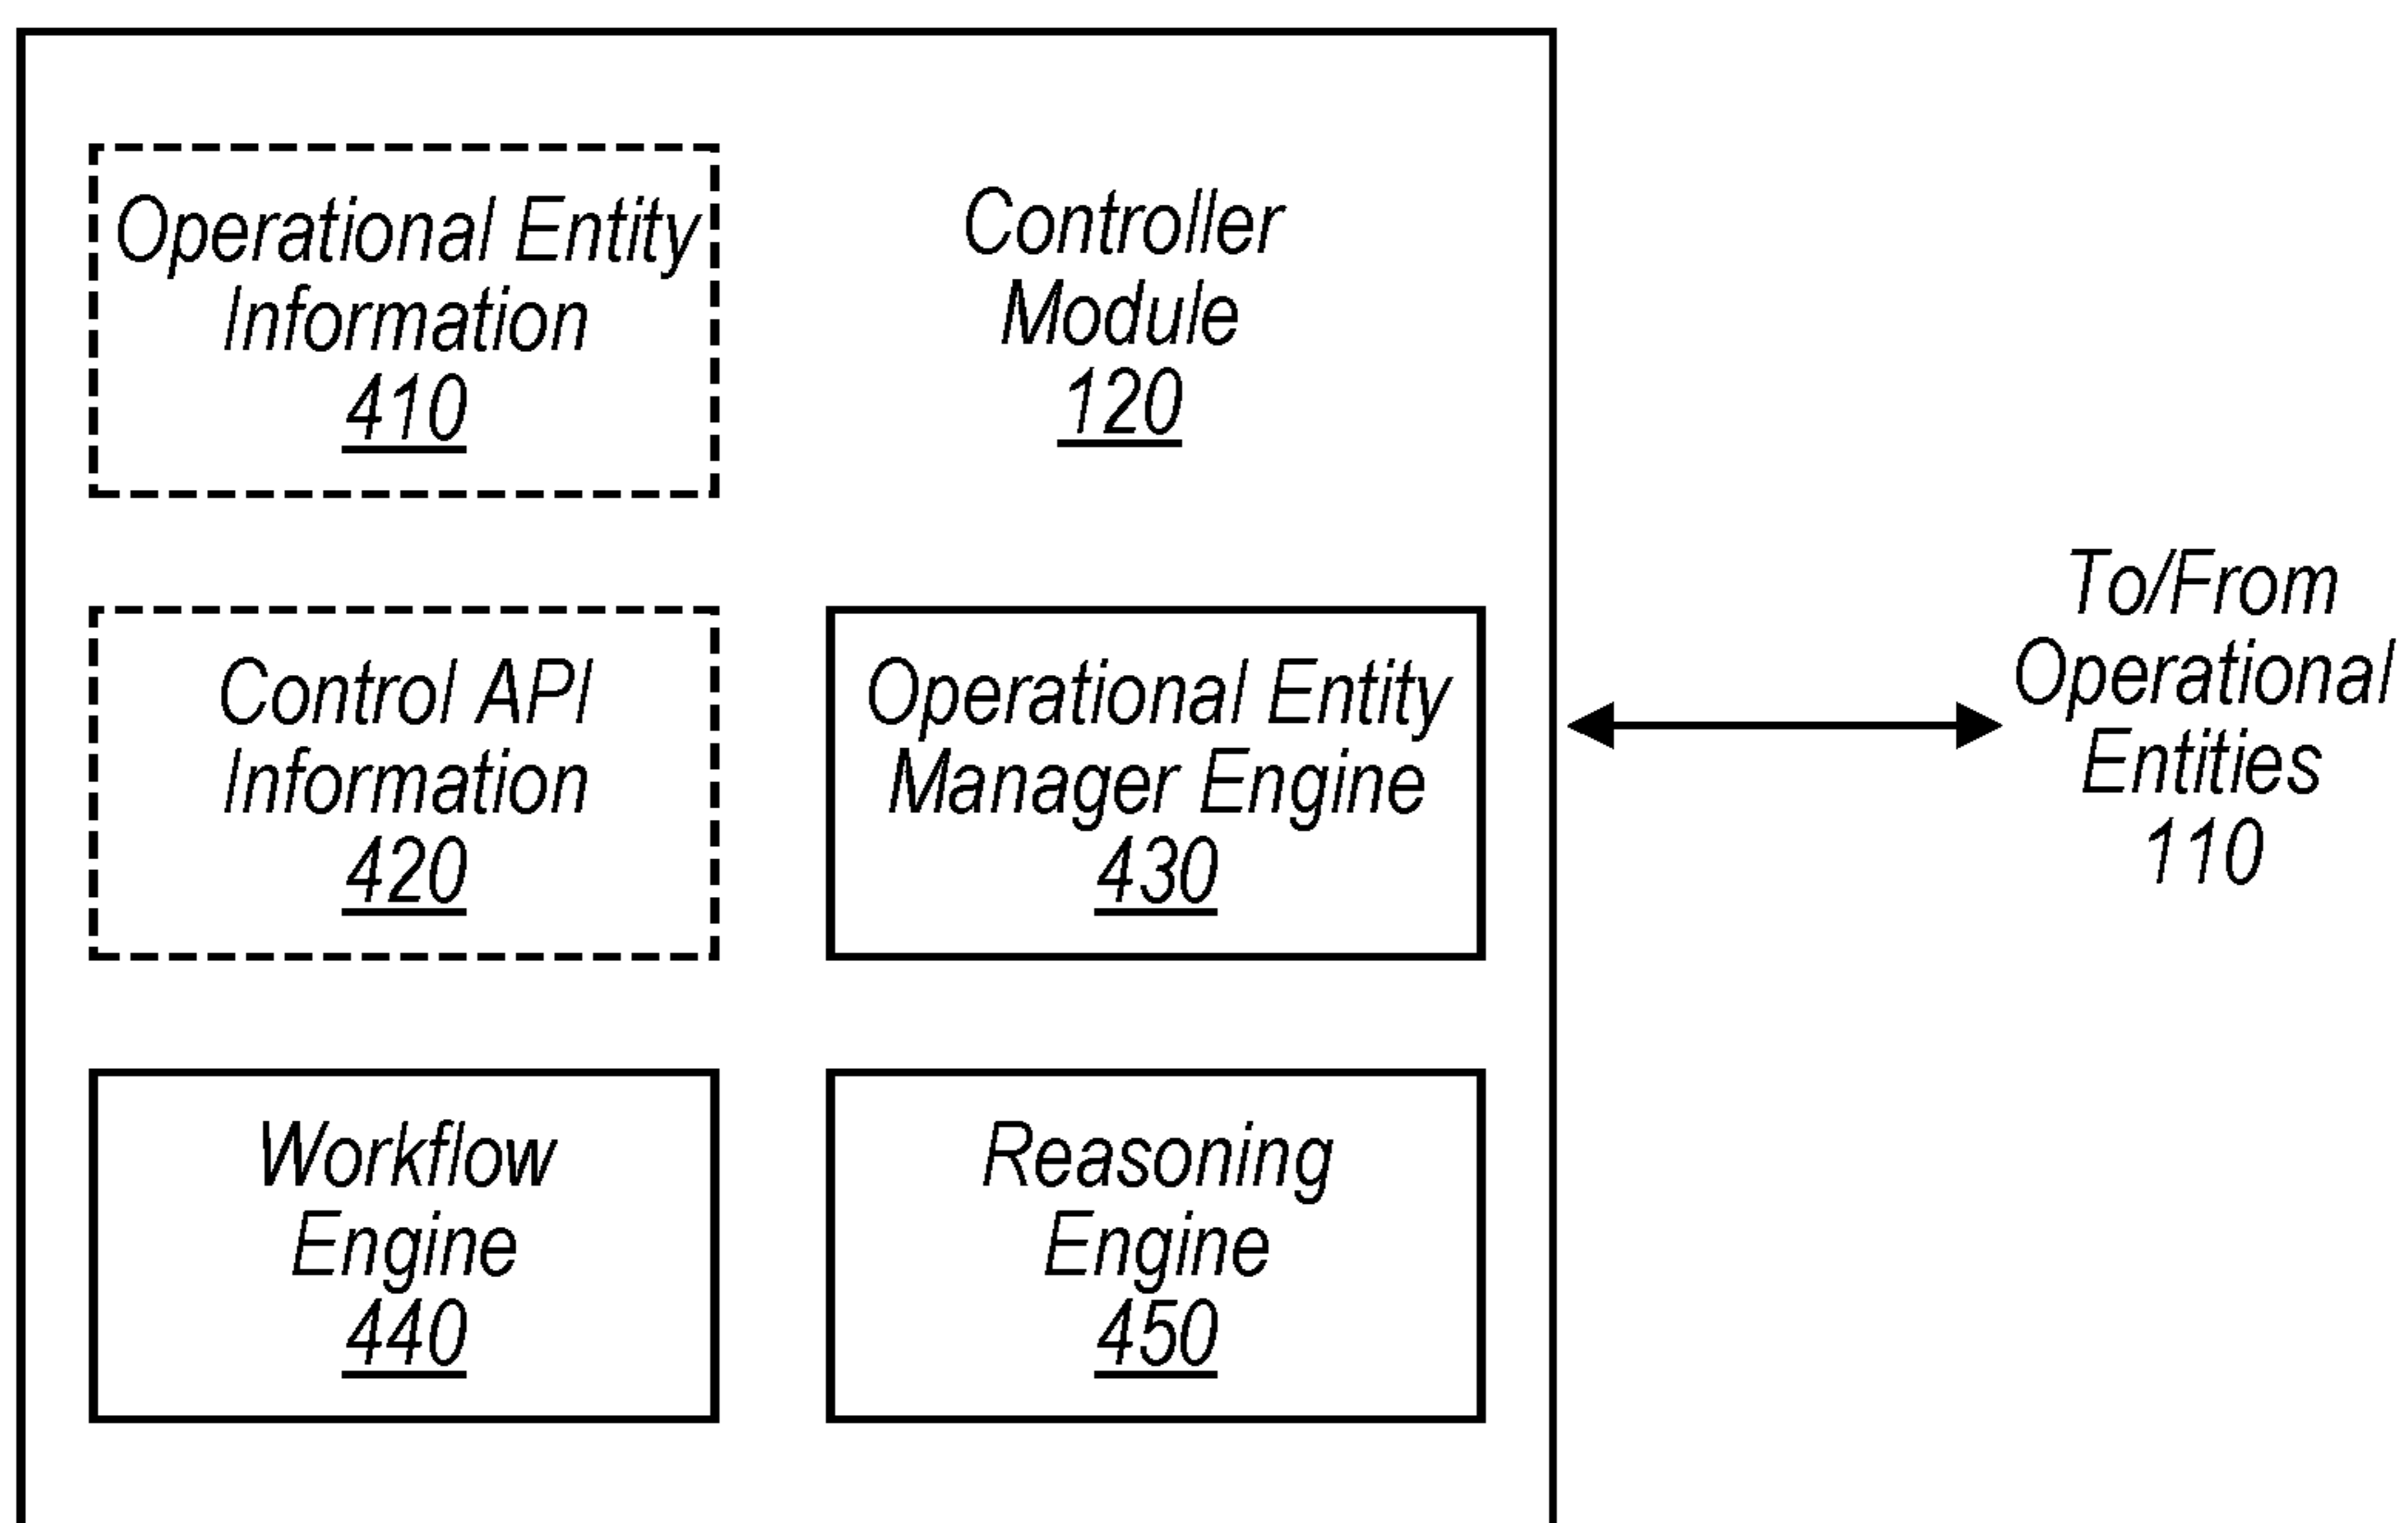 Operational Entity
Information
410
Controller
Module
120
Control API
Information
420
Operational Entity
Manager Engine
430
To/From
Operational
Entities
110
Workflow
Engine
440
Reasoning
Engine
450